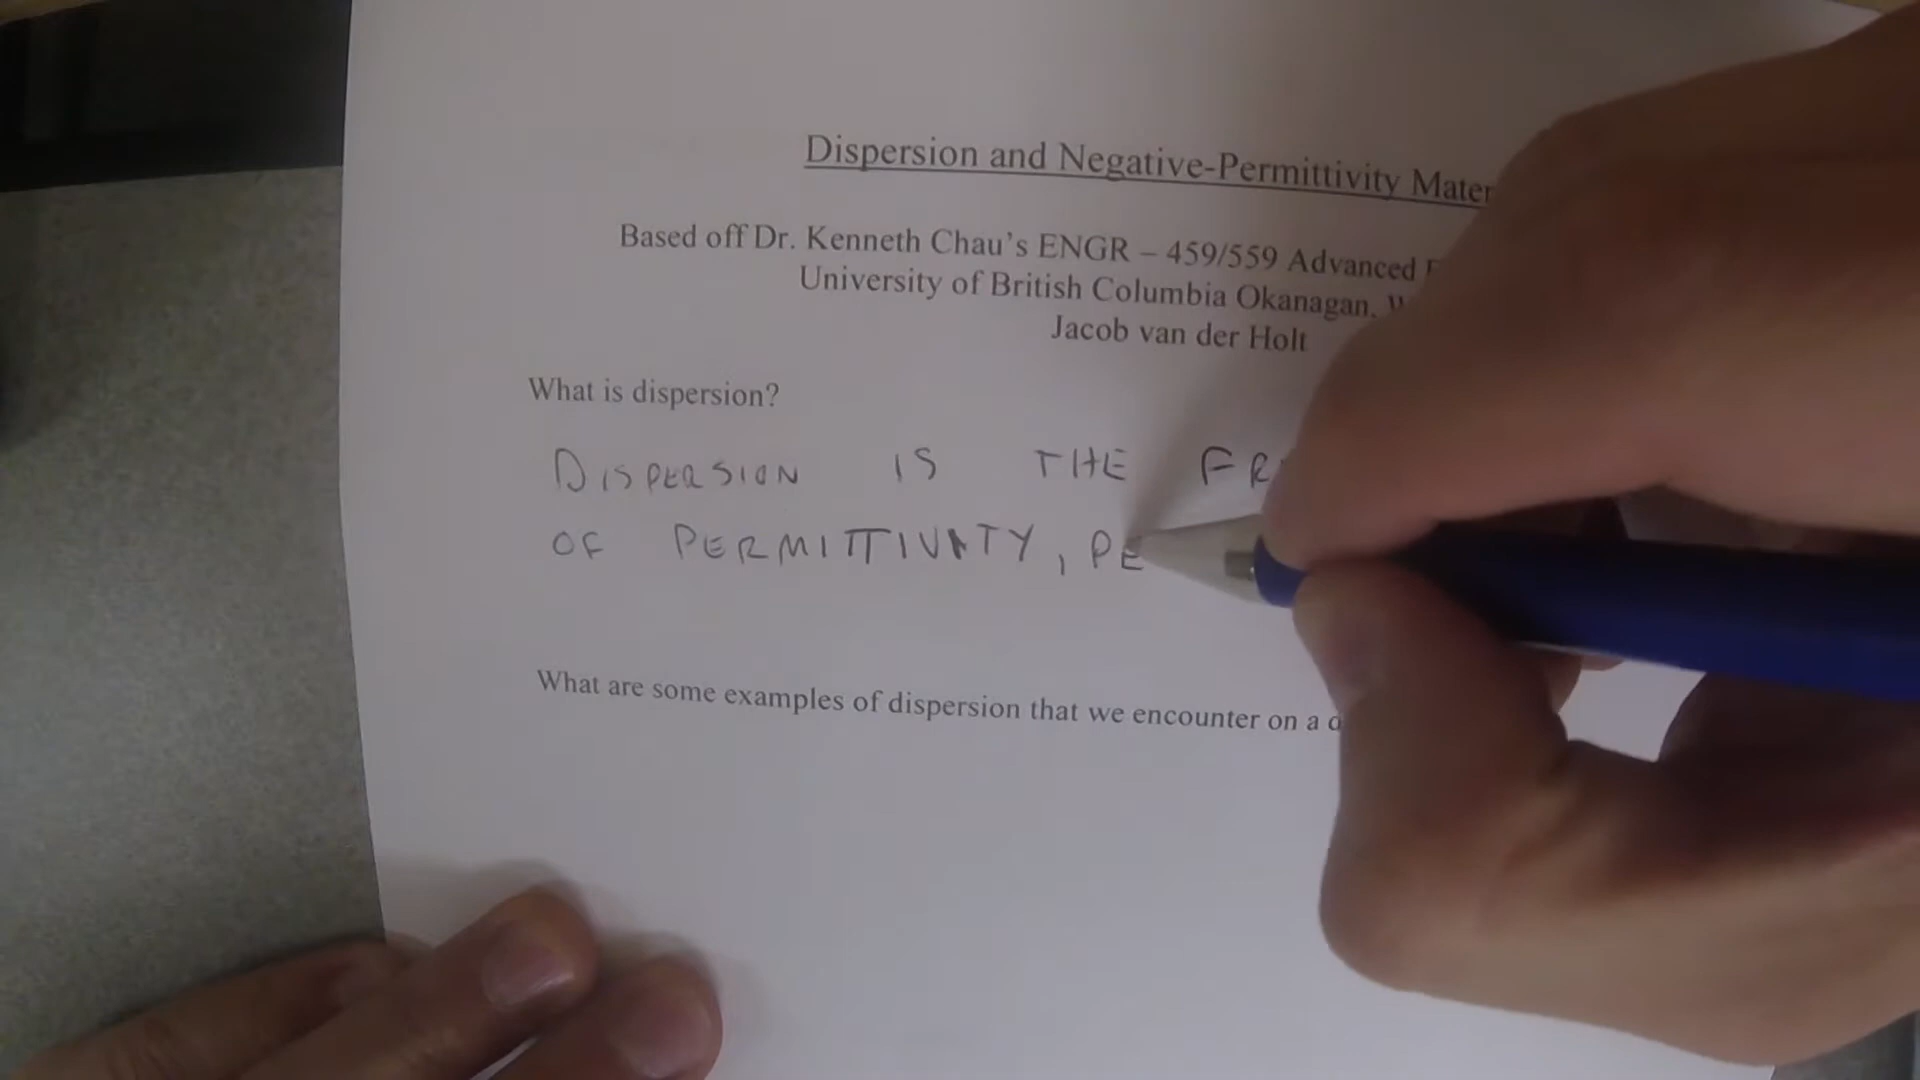 Dispersion and Negative-Permittivity
Based off Dr. Kenneth Chau's ENGR – 459/559 Advanced
University of British Columbia Okanagan,
Jacob van der Holt
What is dispersion?
DISPERSION IS THE
OF PERMITTIVITY,
What are some examples of dispersion that we encounter on a